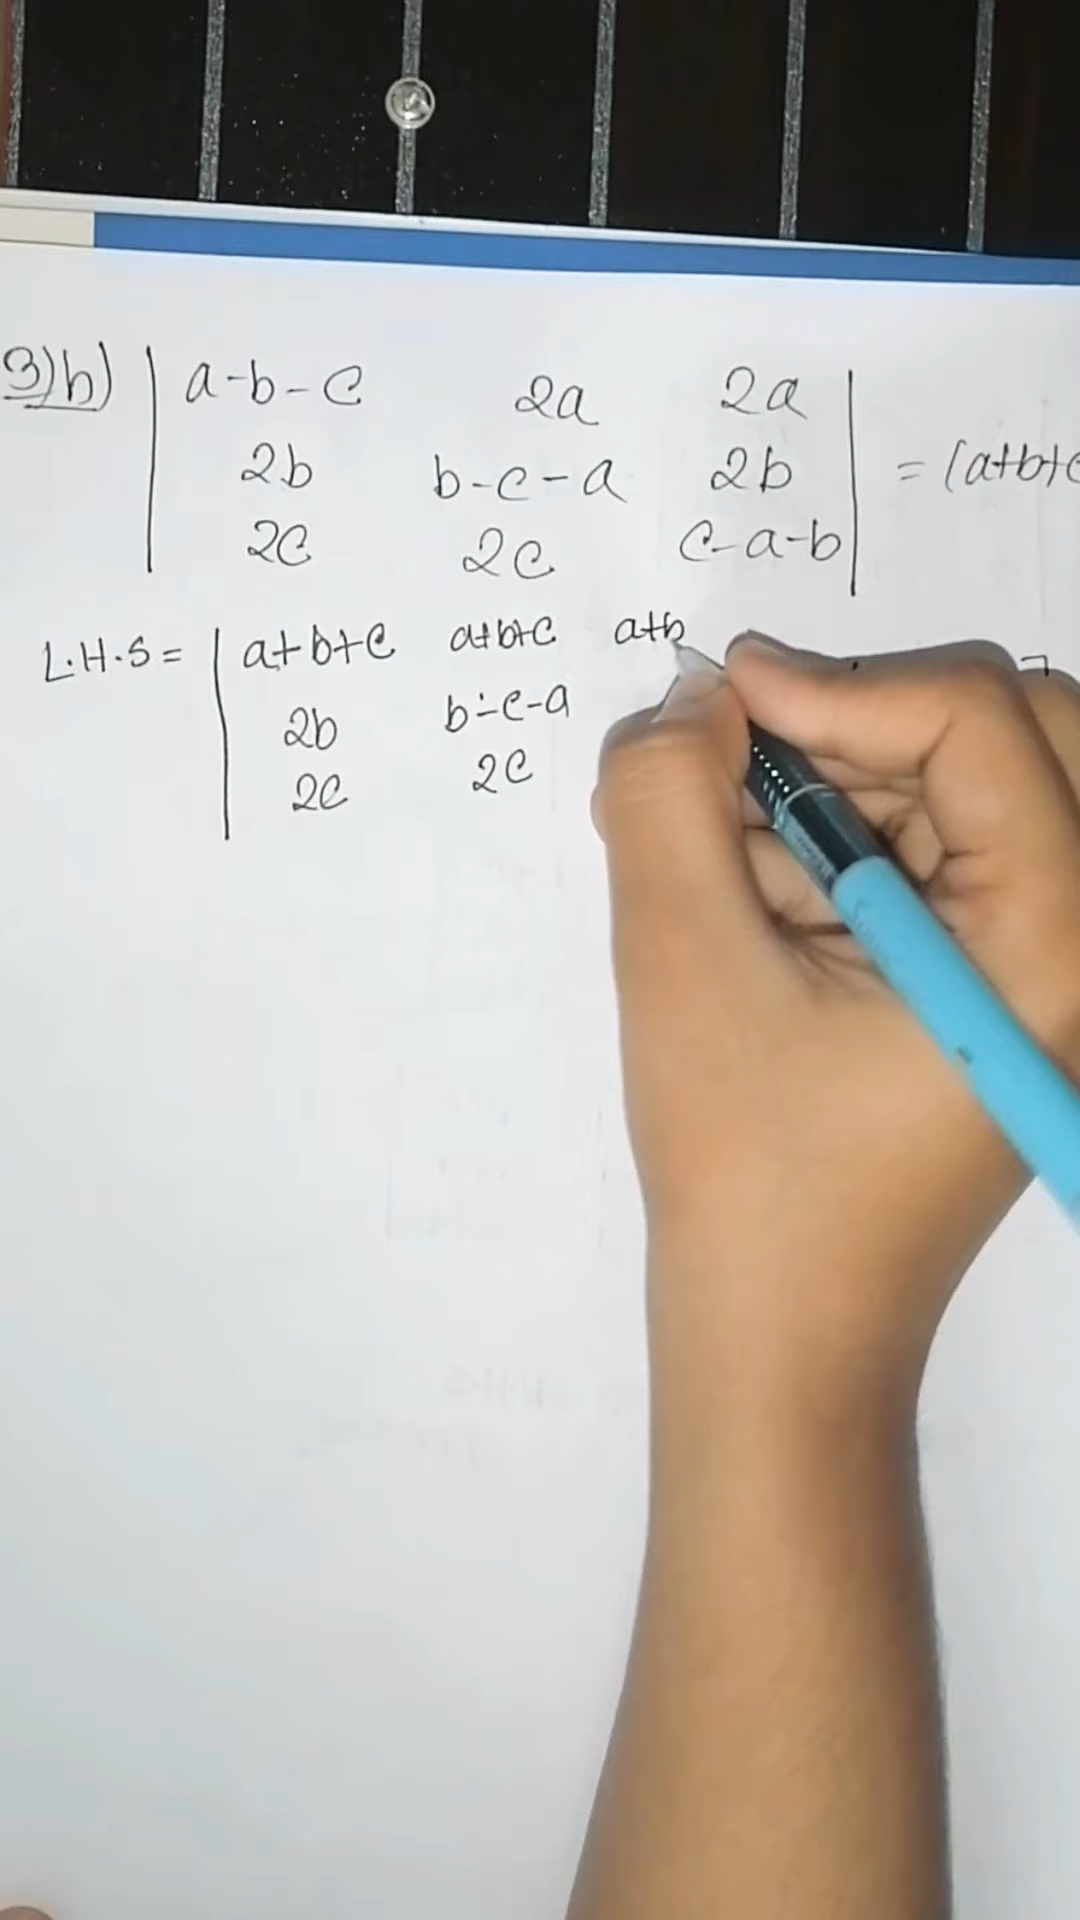 3)b) | a-b-c 2a 2a |
2b b-c-a 2b = (a+b+c
2c 2c c-a-b
L.H.S = | a+b+c a+b+c a+b
2b b-c-a
2c 2c